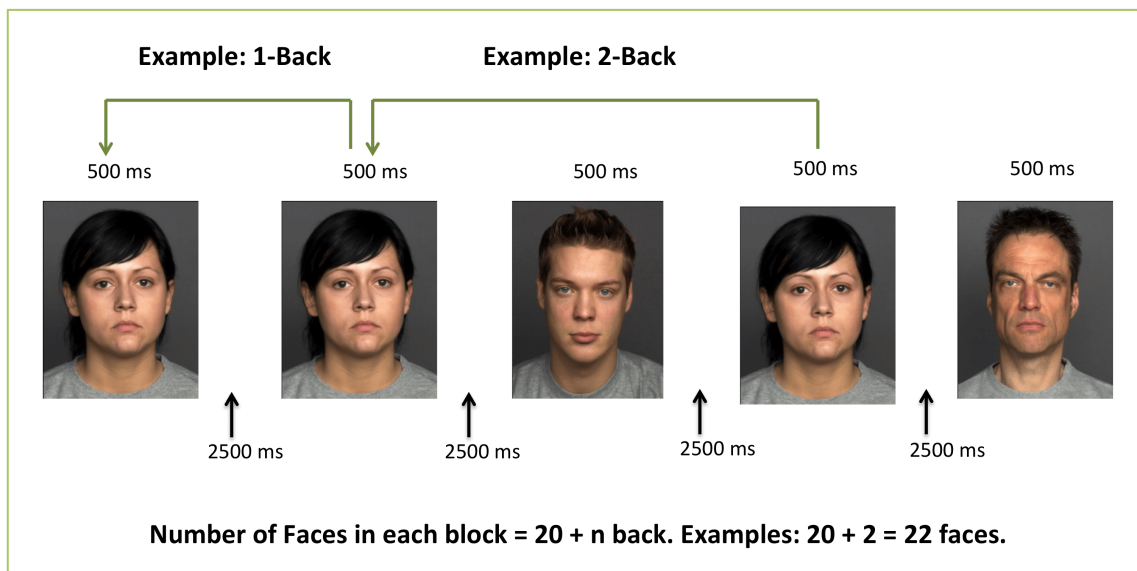 Example: 1-Back
Example: 2-Back
500 ms
500 ms
500 ms
500 ms
500 ms
2500 ms
2500 ms
2500 ms
2500 ms
Number of Faces in each block = 20 + n back. Examples: 20 + 2 = 22 faces.